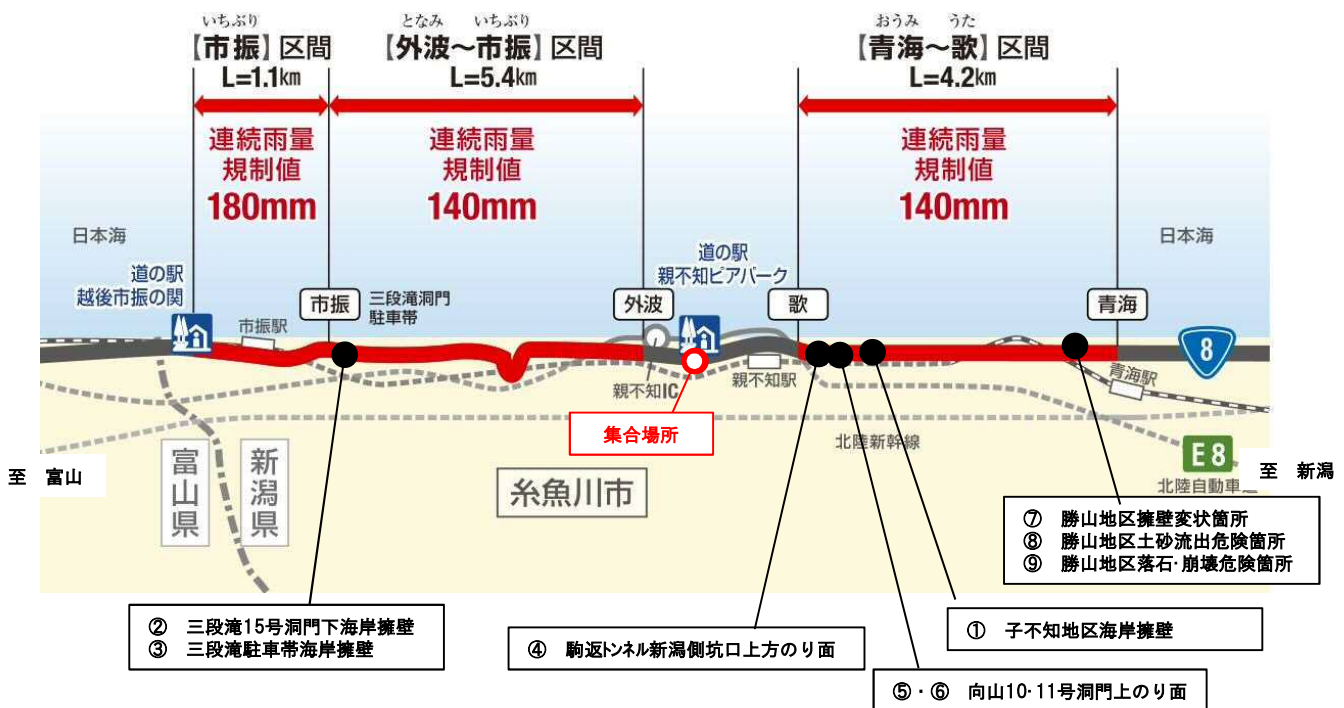 いちぶり
【市振】区間
L=1.1km
となみ いちぶり
【外波～市振】区間
L=5.4km
おうみ うた
【青海～歌】区間
L=4.2km
連続雨量
規制値
180mm
連続雨量
規制値
140mm
連続雨量
規制値
140mm
日本海
日本海
道の駅
越後市振の関
市振駅
市振
三段滝洞門
駐車帯
外波
道の駅
親不知ピアパーク
歌
青海
8
親不知IC
親不知駅
青海駅
集合場所
北陸新幹線
E8
北陸自動車道
至 富山
至 新潟
富山県
新潟県
糸魚川市
⑦ 勝山地区擁壁変状箇所
⑧ 勝山地区土砂流出危険箇所
⑨ 勝山地区落石・崩壊危険箇所
② 三段滝15号洞門下海岸擁壁
③ 三段滝駐車帯海岸擁壁
④ 駒返トンネル新潟側坑口上方のり面
① 子不知地区海岸擁壁
⑤・⑥ 向山10・11号洞門上のり面